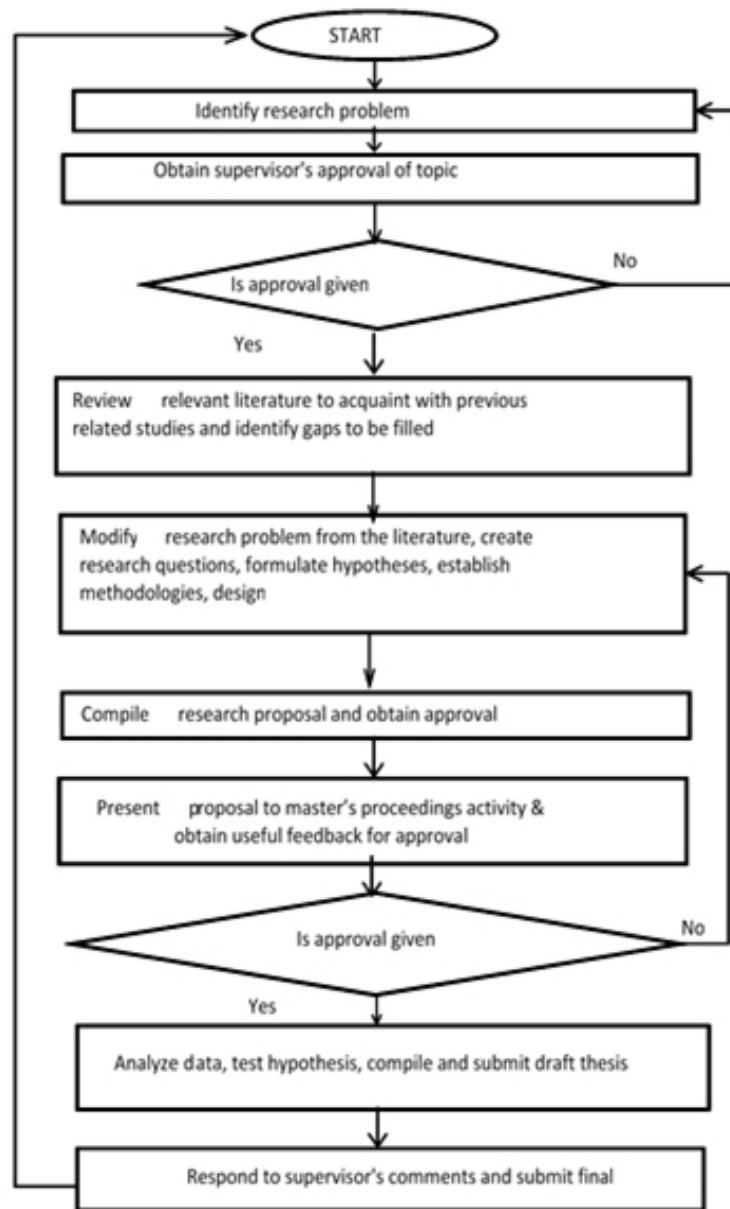 START
Identify research problem
Obtain supervisor's approval of topic
Is approval given
No
Yes
Review relevant literature to acquaint with previous
related studies and identify gaps to be filled
Modify research problem from the literature, create
research questions, formulate hypotheses, establish
methodologies, design
Compile research proposal and obtain approval
Present proposal to master's proceedings activity &
obtain useful feedback for approval
Is approval given
No
Yes
Analyze data, test hypothesis, compile and submit draft thesis
Respond to supervisor's comments and submit final